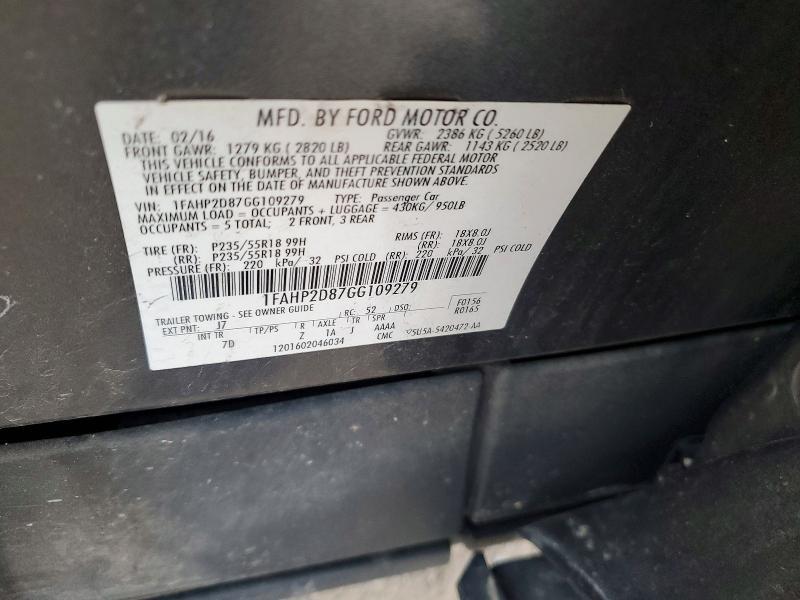 MFD. BY FORD MOTOR CO.
DATE: 02/16 GVWR: 2386 KG ( 5260 LB)
FRONT GAWR: 1279 KG ( 2820 LB) REAR GAWR: 1143 KG ( 2520 LB)
THIS VEHICLE CONFORMS TO ALL APPLICABLE FEDERAL MOTOR
VEHICLE SAFETY, BUMPER, AND THEFT PREVENTION STANDARDS
IN EFFECT ON THE DATE OF MANUFACTURE SHOWN ABOVE.
VIN: 1FAHP2D87GG109279 TYPE: Passenger Car
MAXIMUM LOAD = OCCUPANTS + LUGGAGE = 430KG/ 950LB
OCCUPANTS = 5 TOTAL; 2 FRONT, 3 REAR
TIRE (FR): P235/55R18 99H RIMS (FR): 18X8.0J
(RR): P235/55R18 99H (RR): 18X8.0J
PRESSURE (FR): 220 kPa/ 32 PSI COLD (RR): 220 kPa/ 32 PSI COLD
1FAHP2D87GG109279
TRAILER TOWING - SEE OWNER GUIDE RC: 52 DSO: F0156
EXT PNT: J7 R0165
INT TR TP/PS R AXLE TR SPR
7D Z 1A J AAAA
1201602046034 CMC 5U5A-5420472-AA